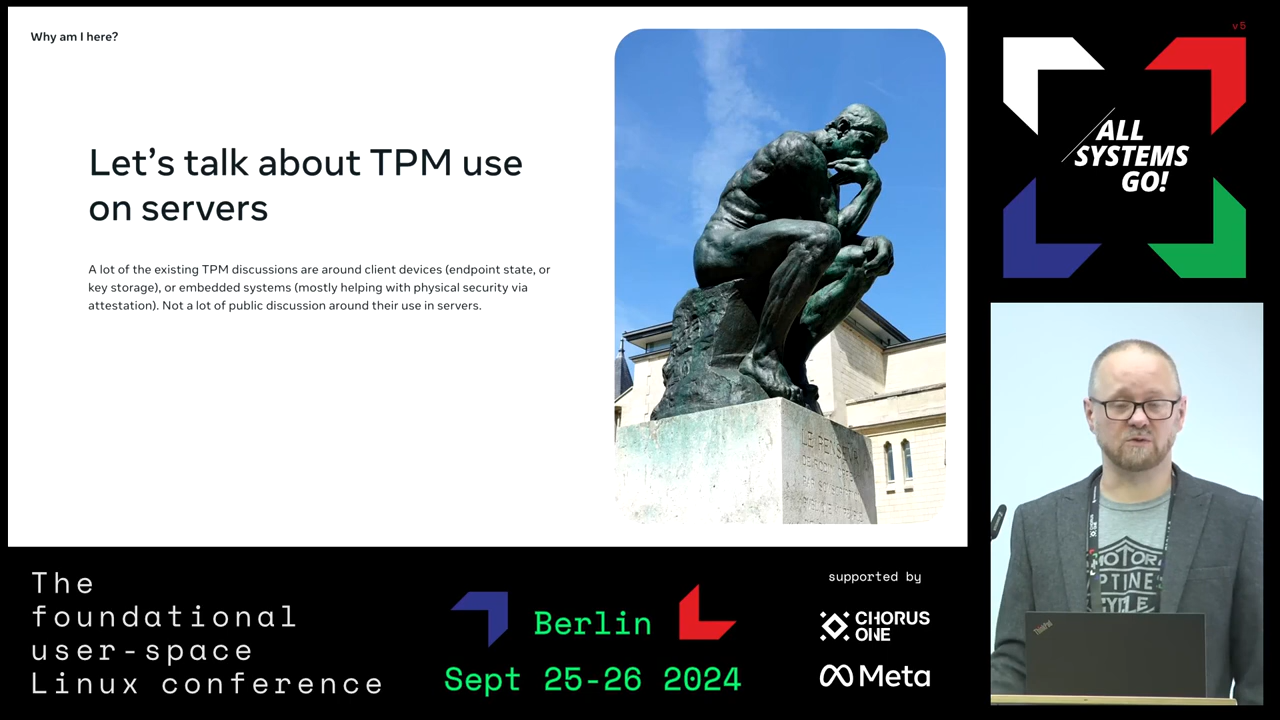 Why am I here?
Let's talk about TPM use
on servers
A lot of the existing TPM discussions are around client devices (endpoint state, or
key storage), or embedded systems (mostly helping with physical security via
attestation). Not a lot of public discussion around their use in servers.
v5
ALL
SYSTEMS
GO!
The
foundational
user-space
Linux conference
Berlin
Sept 25-26 2024
supported by
CHORUS
ONE
Meta
MOTOR
CYCLE
ThinkPad